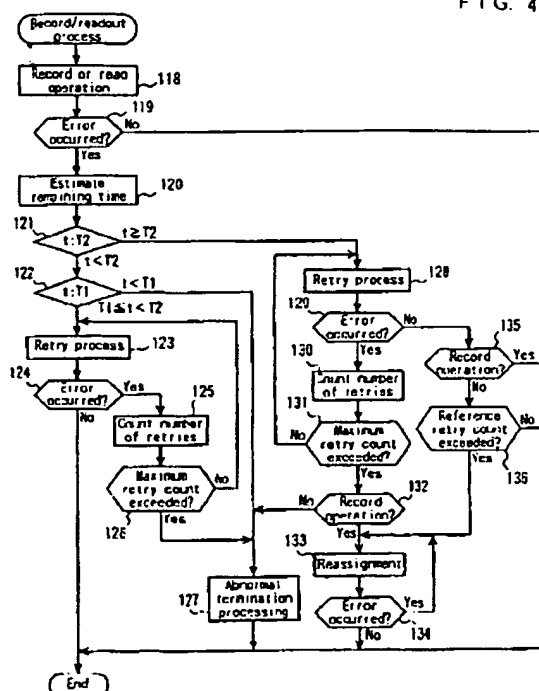 FIG. 4
Record/readout
process
Record or read
operation
118
119
Error
occurred?
No
Yes
Estimate
remaining time
120
121
t:T2
t≥T2
t<T2
122
t:T1
t<T1
T1≤t<T2
Retry process
123
124
Error
occurred?
Yes
No
125
Count number
of retries
Maximum
retry count
exceeded?
No
126
Yes
127
Abnormal
termination
processing
Retry process
128
129
Error
occurred?
No
Yes
130
Count number
of retries
131
Maximum
retry count
exceeded?
No
Yes
132
Record
operation?
No
Yes
133
Reassignment
Error
occurred?
Yes
No
134
135
Record
operation?
Yes
No
Reference
retry count
exceeded?
No
Yes
136
End